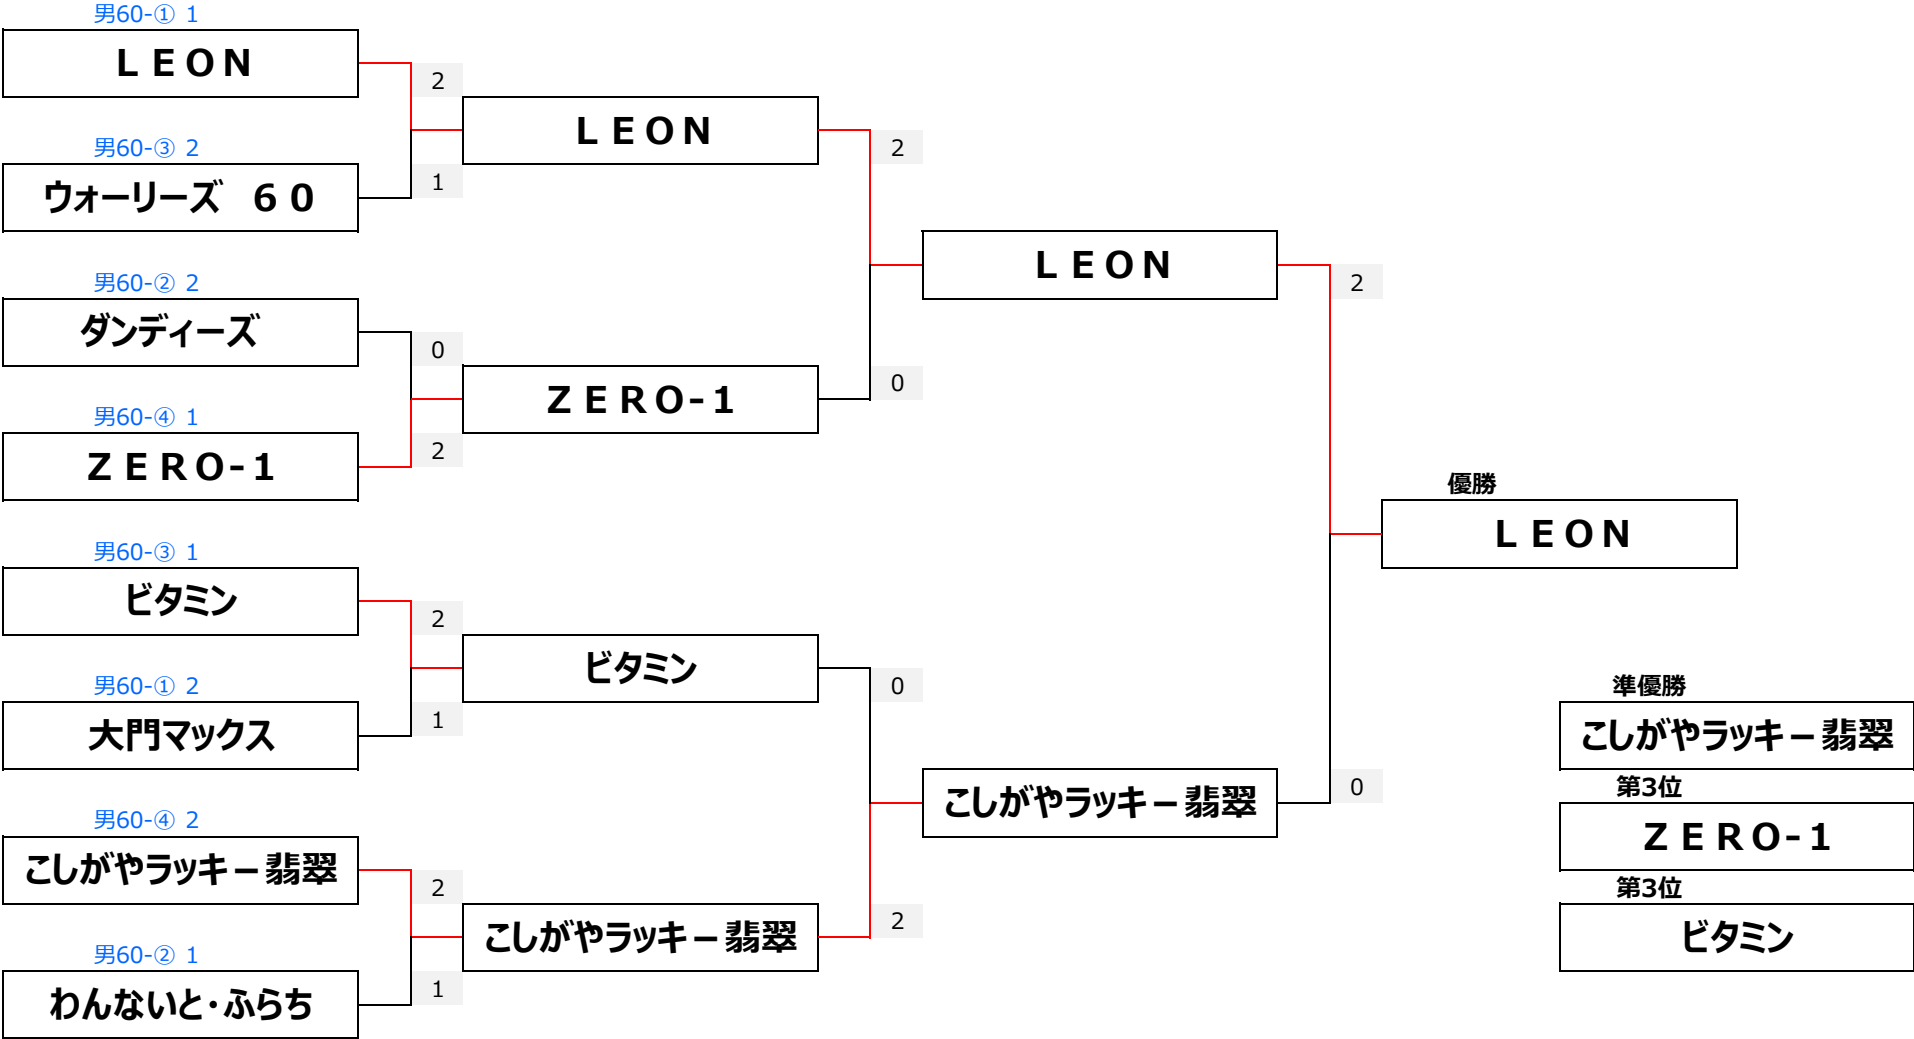 男60-① 1
ＬＥＯＮ
2
ＬＥＯＮ
男60-③ 2
1
2
ウォーリーズ　６０
ＬＥＯＮ
2
男60-② 2
ダンディーズ
0
ＺＥＲＯ-１
0
男60-④ 1
2
ＺＥＲＯ-１
優勝
ＬＥＯＮ
男60-③ 1
ビタミン
2
ビタミン
男60-① 2
0
準優勝
大門マックス
1
こしがやラッキー翡翠
こしがやラッキー翡翠
0
第3位
男60-④ 2
ＺＥＲＯ-１
こしがやラッキー翡翠
2
第3位
こしがやラッキー翡翠
2
ビタミン
男60-② 1
1
わんないと・ふらち